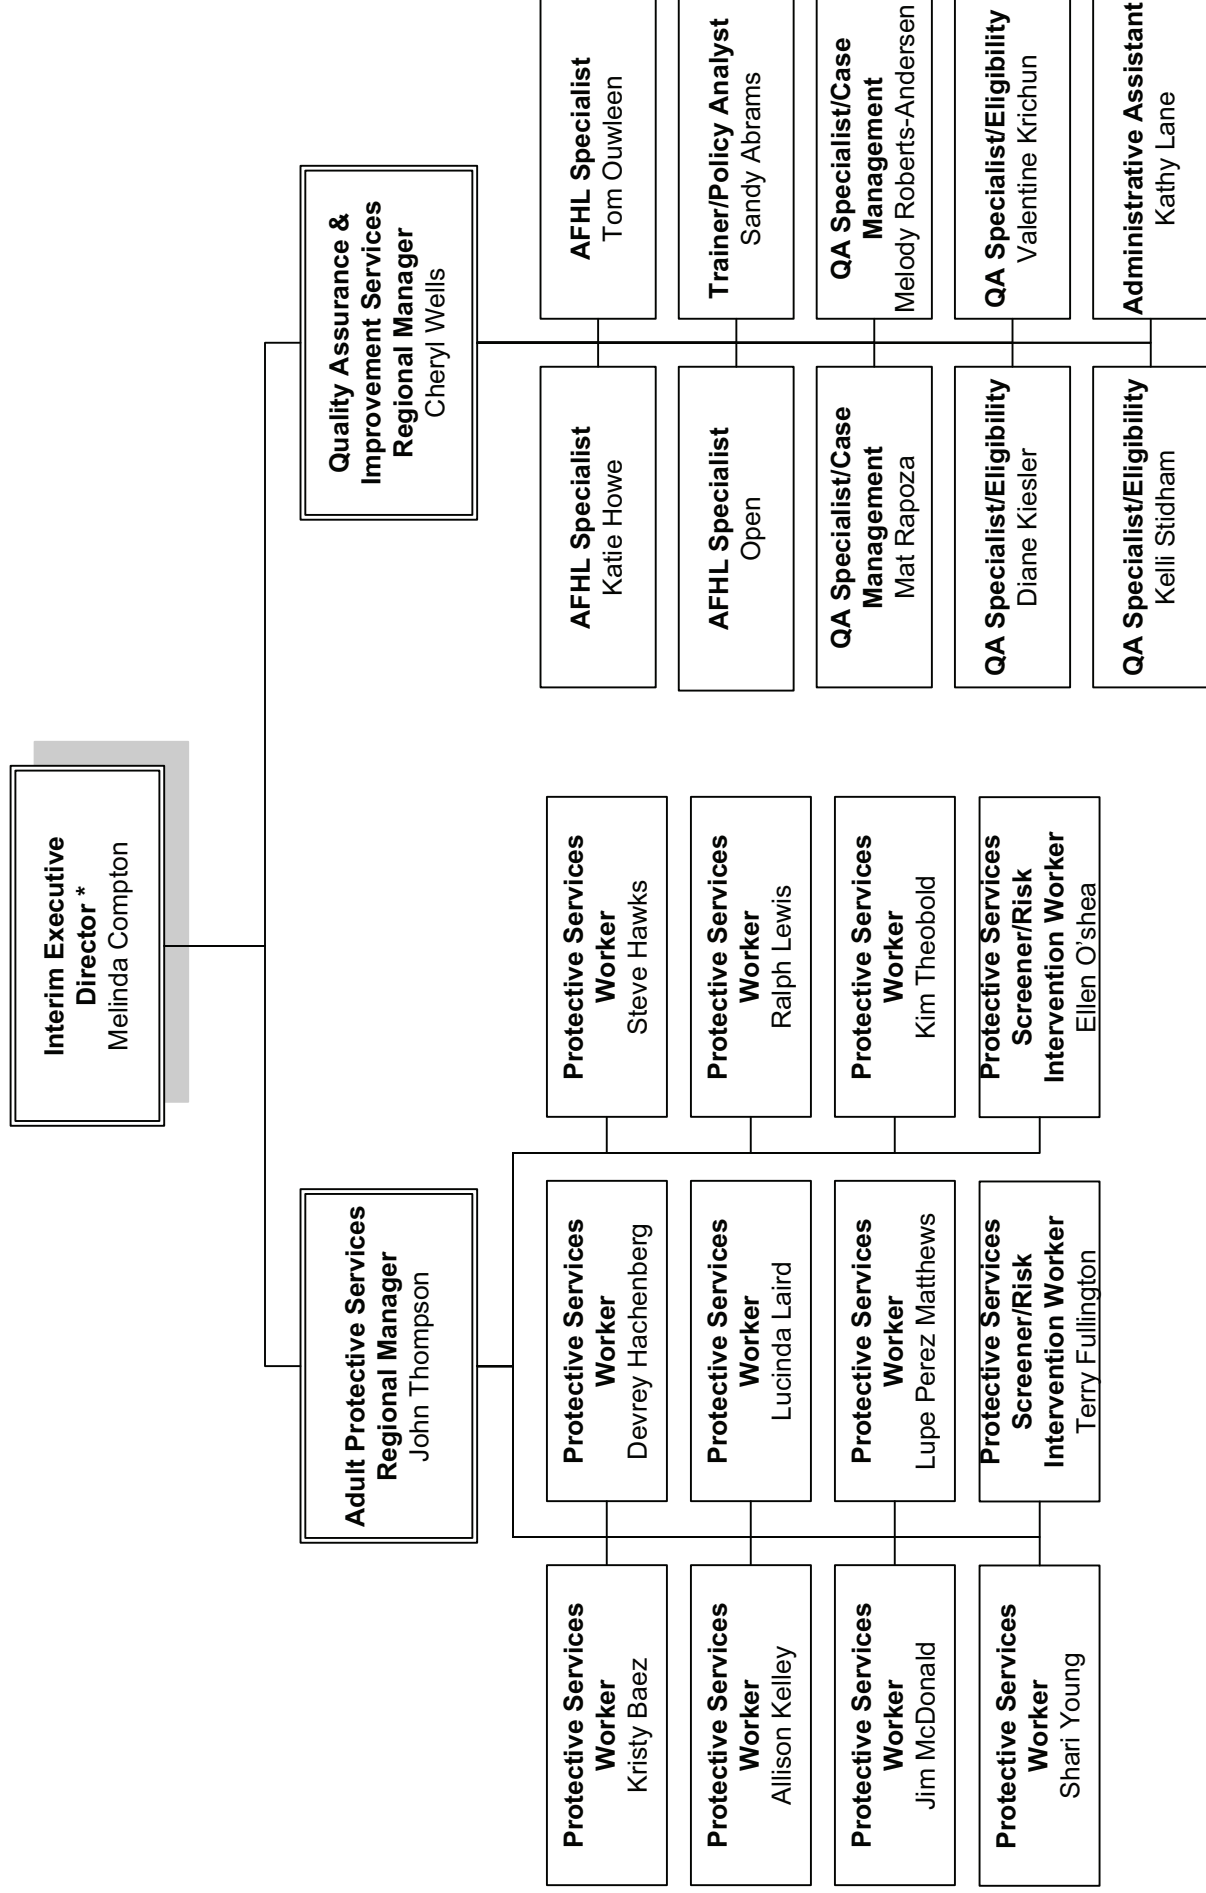 Interim Executive
Director *
Melinda Compton
Adult Protective Services
Regional Manager
John Thompson
Quality Assurance &
Improvement Services
Regional Manager
Cheryl Wells
Protective Services
Worker
Kristy Baez
Protective Services
Worker
Devrey Hachenberg
Protective Services
Worker
Steve Hawks
Protective Services
Worker
Allison Kelley
Protective Services
Worker
Lucinda Laird
Protective Services
Worker
Ralph Lewis
Protective Services
Worker
Jim McDonald
Protective Services
Worker
Lupe Perez Matthews
Protective Services
Worker
Kim Theobold
Protective Services
Worker
Shari Young
Protective Services
Screener/Risk
Intervention Worker
Terry Fullington
Protective Services
Screener/Risk
Intervention Worker
Ellen O'shea
AFHL Specialist
Katie Howe
AFHL Specialist
Tom Ouwleen
AFHL Specialist
Open
Trainer/Policy Analyst
Sandy Abrams
QA Specialist/Case
Management
Mat Rapoza
QA Specialist/Case
Management
Melody Roberts-Andersen
QA Specialist/Eligibility
Diane Kiesler
QA Specialist/Eligibility
Valentine Krichun
QA Specialist/Eligibility
Kelli Stidham
Administrative Assistant
Kathy Lane